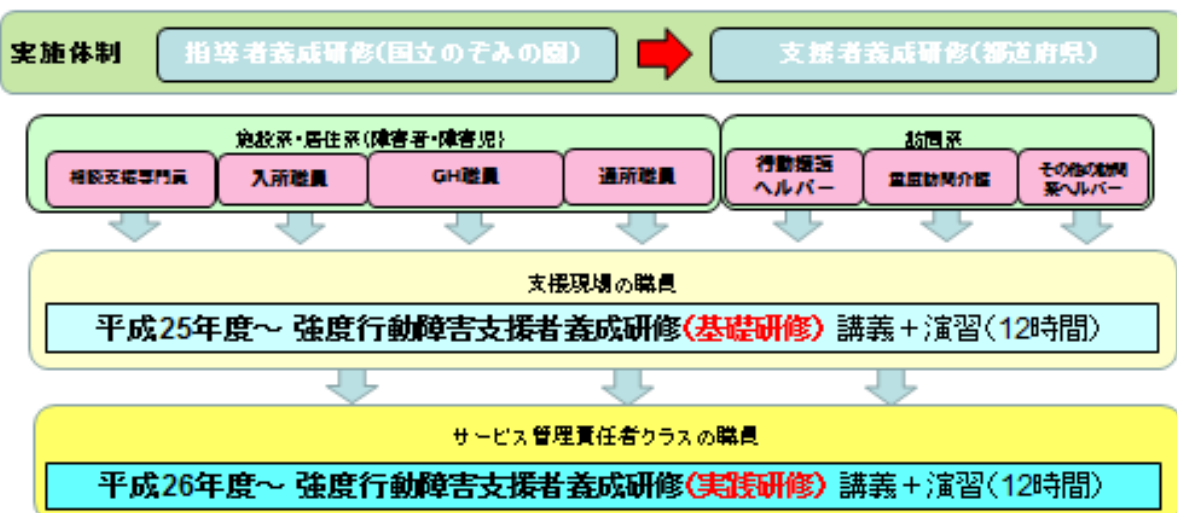 実施体制
指導者養成研修(国立のぞみの園)
支援者養成研修(都道府県)
施設系・居住系(障害者・障害児)
訪問系
相談支援専門員
入所職員
GH職員
通所職員
行動援護
ヘルパー
重度訪問介護
その他の訪問
系ヘルパー
支援現場の職員
平成25年度～ 強度行動障害支援者養成研修(基礎研修) 講義＋演習(12時間)
サービス管理責任者クラスの職員
平成26年度～ 強度行動障害支援者養成研修(実践研修) 講義＋演習(12時間)